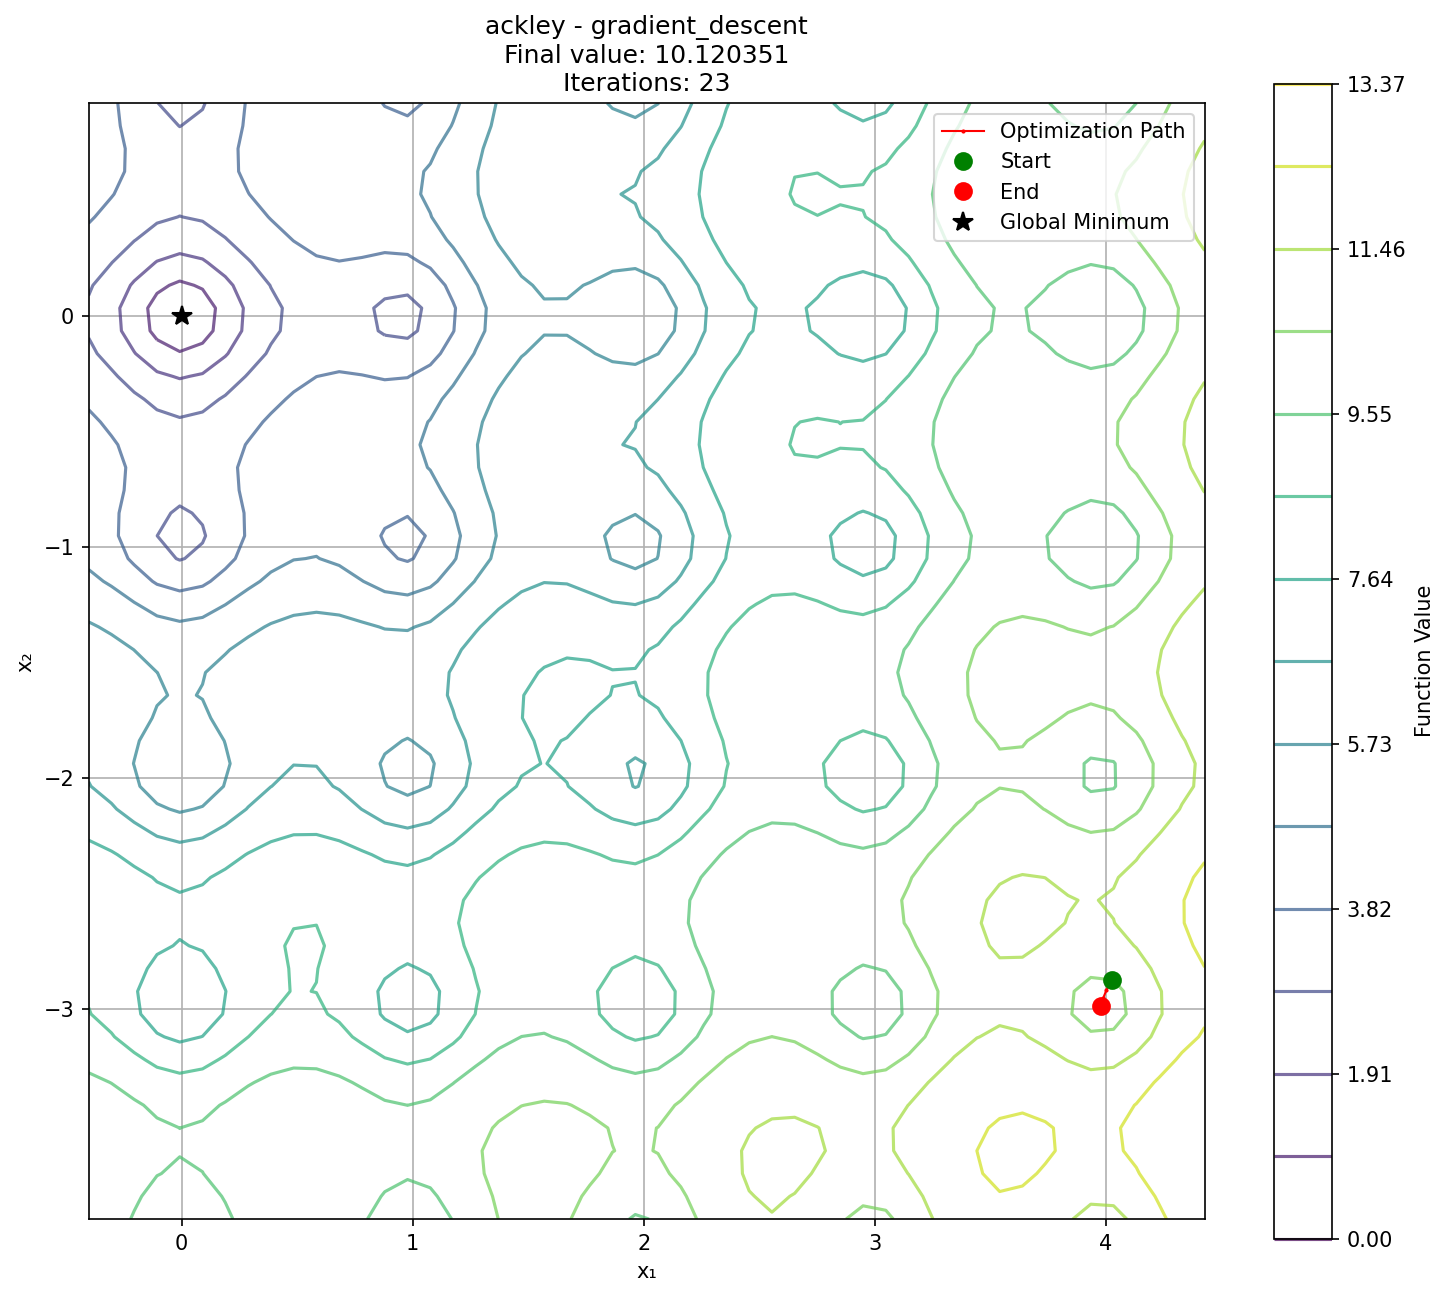 ackley - gradient_descent
Final value: 10.120351
Iterations: 23
Optimization Path
Start
End
Global Minimum
0
−1
−2
−3
x₂
0
1
2
3
4
x₁
13.37
11.46
9.55
7.64
5.73
3.82
1.91
0.00
Function Value